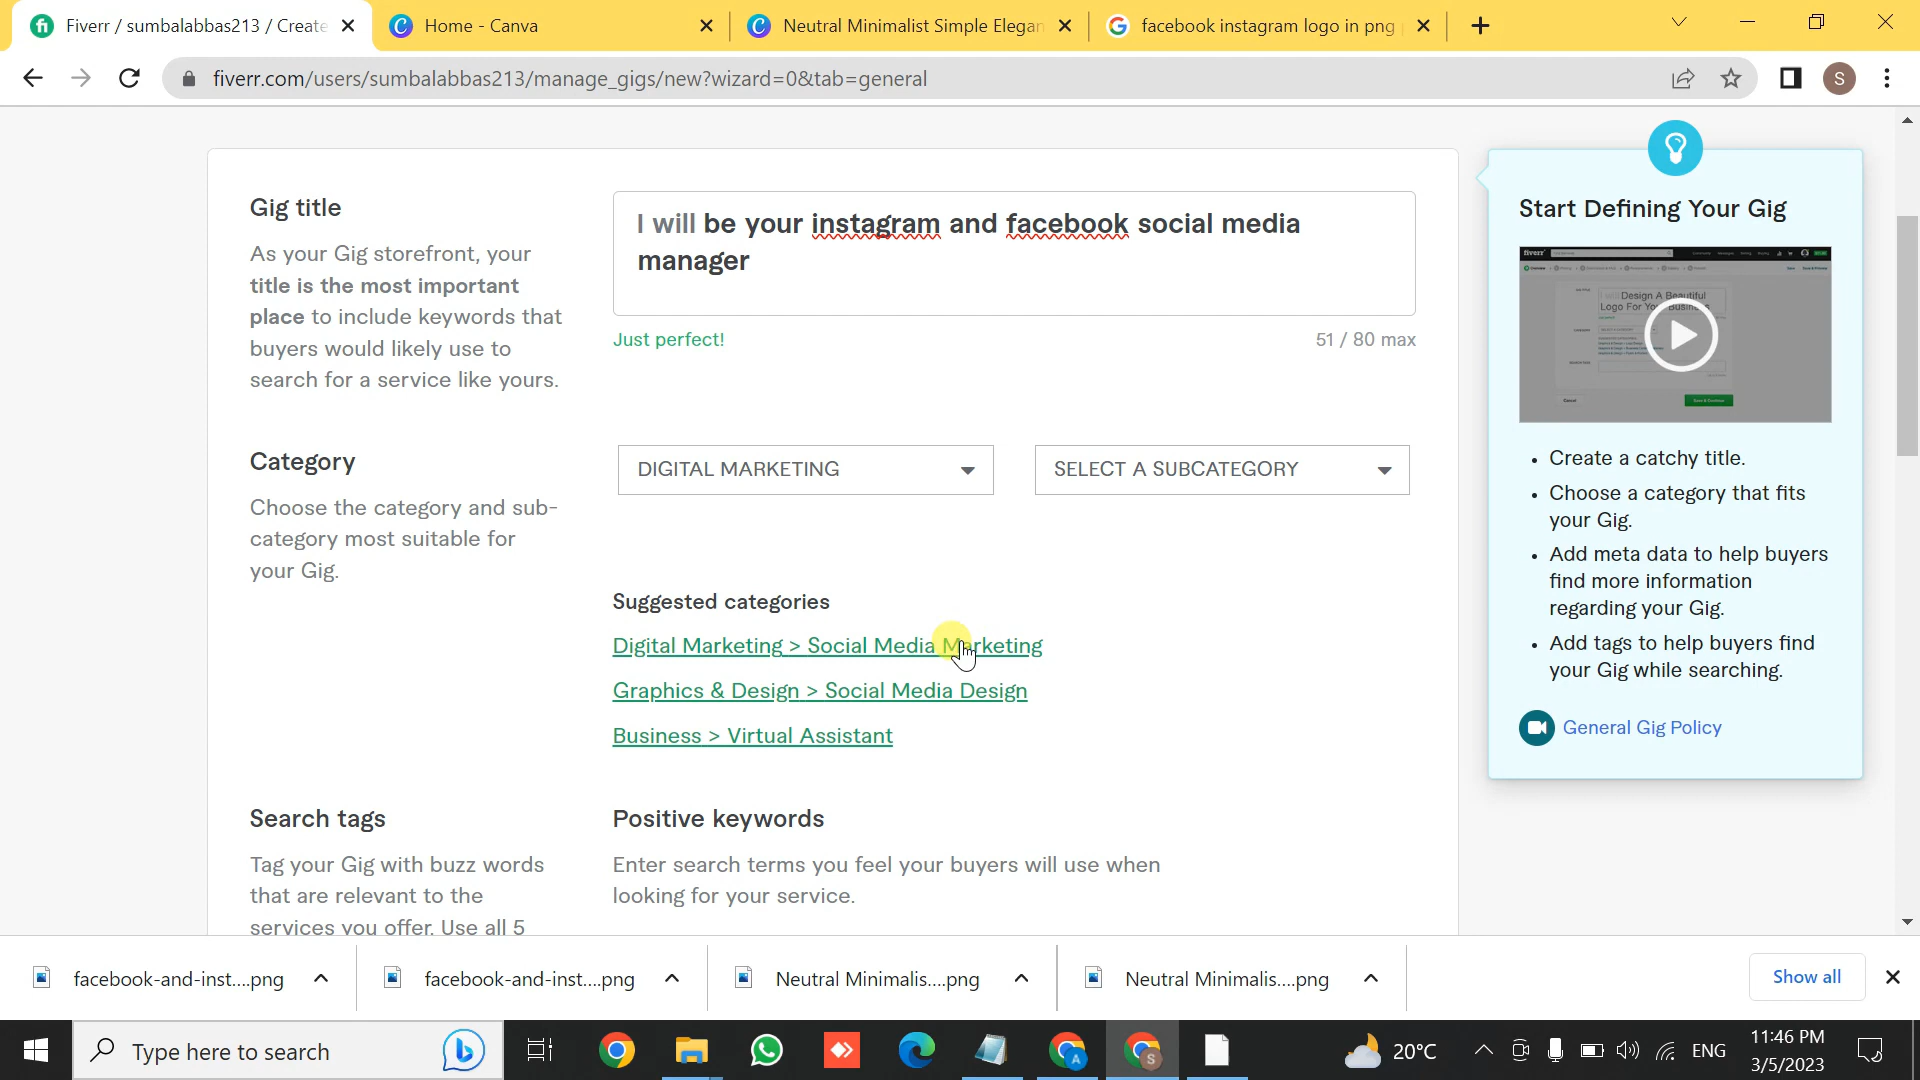 Fiverr / sumbalabbas213 / Create
Home - Canva
Neutral Minimalist Simple Elegan
facebook instagram logo in png
fiverr.com/users/sumbalabbas213/manage_gigs/new?wizard=0&tab=general
S
Gig title
As your Gig storefront, your
title is the most important
place to include keywords that
buyers would likely use to
search for a service like yours.
I will be your instagram and facebook social media
manager
Just perfect!
51 / 80 max
Category
Choose the category and sub-
category most suitable for
your Gig.
DIGITAL MARKETING
SELECT A SUBCATEGORY
Suggested categories
Digital Marketing > Social Media Marketing
Graphics & Design > Social Media Design
Business > Virtual Assistant
Search tags
Tag your Gig with buzz words
that are relevant to the
services you offer. Use all 5
Positive keywords
Enter search terms you feel your buyers will use when
looking for your service.
Start Defining Your Gig
fiverr
Design A Beautiful
Logo For Your Business
• Create a catchy title.
• Choose a category that fits
your Gig.
• Add meta data to help buyers
find more information
regarding your Gig.
• Add tags to help buyers find
your Gig while searching.
General Gig Policy
facebook-and-inst....png
facebook-and-inst....png
Neutral Minimalis....png
Neutral Minimalis....png
Show all
Type here to search
20°C
ENG
11:46 PM
3/5/2023